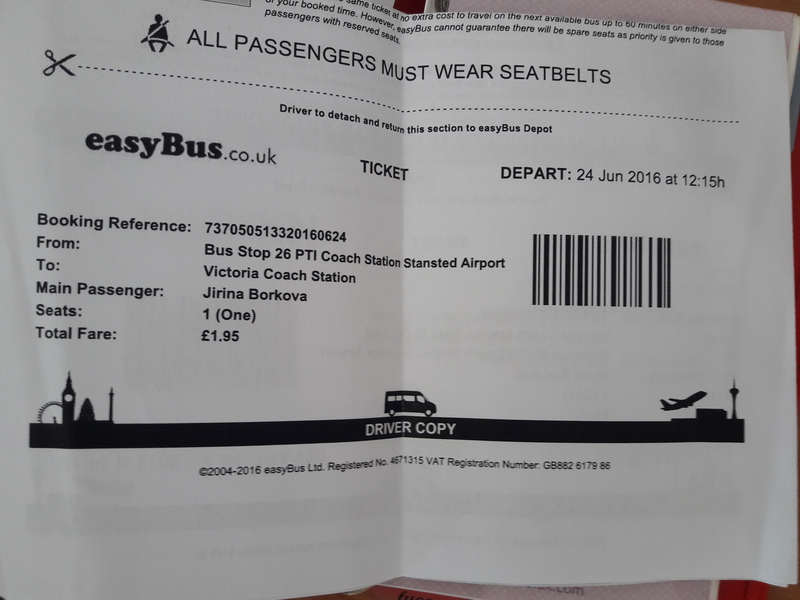 same ticket at no extra cost to travel on the next available bus up to 60 minutes on either side
of your booked time. However, easyBus cannot guarantee there will be spare seats as priority is given to those
passengers with reserved seats.
ALL PASSENGERS MUST WEAR SEATBELTS
Driver to detach and return this section to easyBus Depot
easyBus.co.uk
TICKET
DEPART: 24 Jun 2016 at 12:15h
Booking Reference: 737050513320160624
From: Bus Stop 26 PTI Coach Station Stansted Airport
To: Victoria Coach Station
Main Passenger: Jirina Borkova
Seats: 1 (One)
Total Fare: £1.95
DRIVER COPY
©2004-2016 easyBus Ltd. Registered No. 4671315 VAT Registration Number: GB882 6179 86